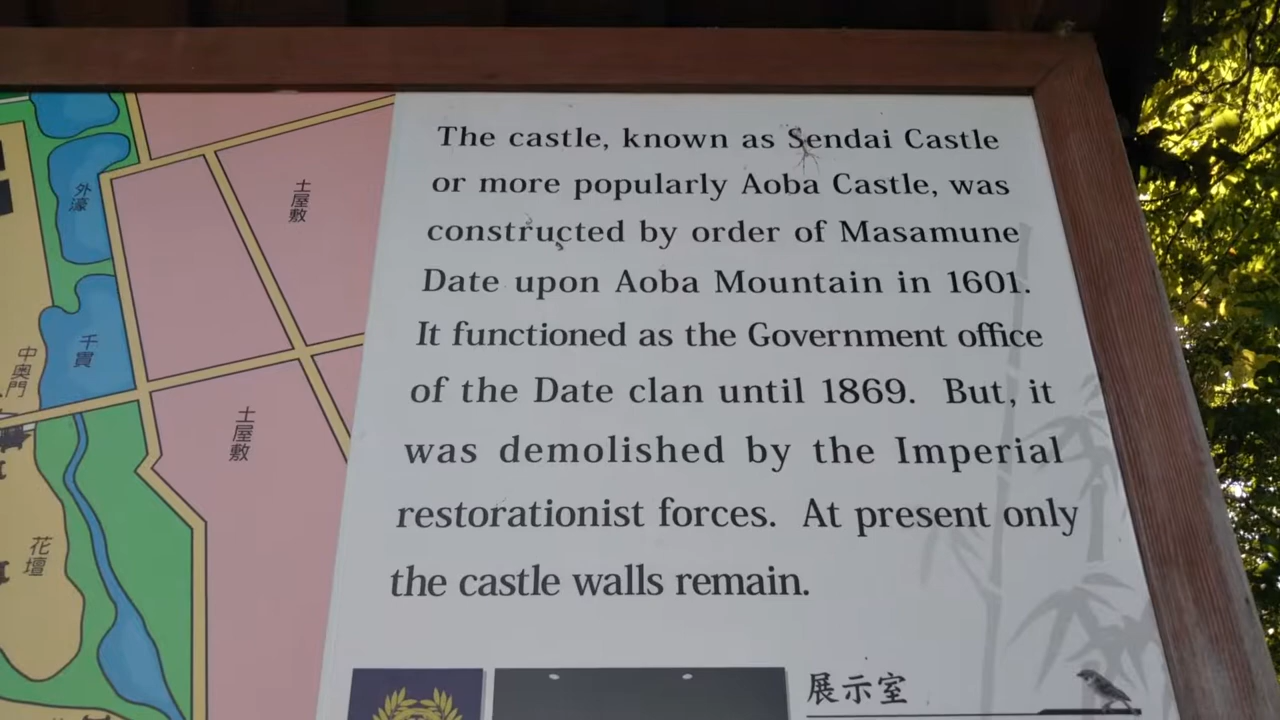 The castle, known as Sendai Castle
or more popularly Aoba Castle, was
constructed by order of Masamune
Date upon Aoba Mountain in 1601.
It functioned as the Government office
of the Date clan until 1869. But, it
was demolished by the Imperial
restorationist forces. At present only
the castle walls remain.
展示室
土屋敷
外濠
千貫
中奥門
土屋敷
花壇